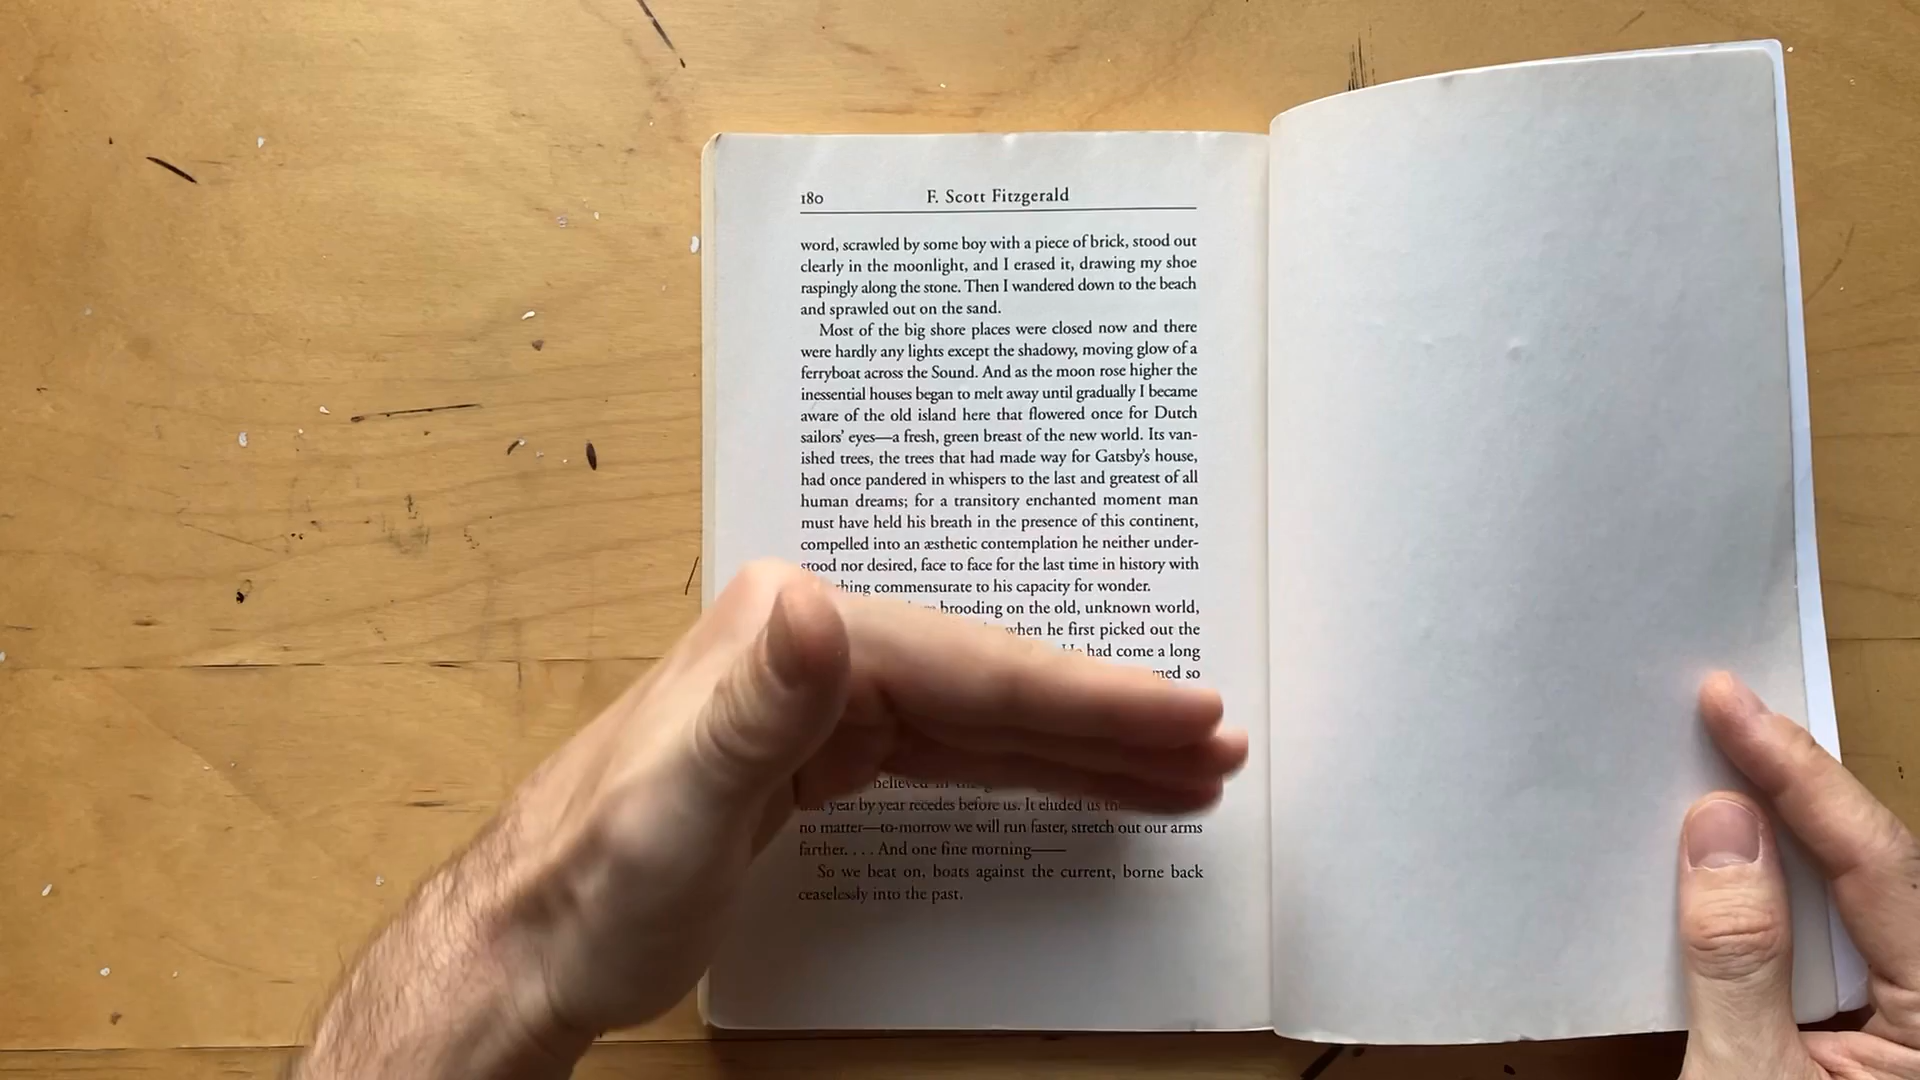 180 F. Scott Fitzgerald
word, scrawled by some boy with a piece of brick, stood out
clearly in the moonlight, and I erased it, drawing my shoe
raspingly along the stone. Then I wandered down to the beach
and sprawled out on the sand.
Most of the big shore places were closed now and there
were hardly any lights except the shadowy, moving glow of a
ferryboat across the Sound. And as the moon rose higher the
inessential houses began to melt away until gradually I became
aware of the old island here that flowered once for Dutch
sailors’ eyes—a fresh, green breast of the new world. Its van-
ished trees, the trees that had made way for Gatsby’s house,
had once pandered in whispers to the last and greatest of all
human dreams; for a transitory enchanted moment man
must have held his breath in the presence of this continent,
compelled into an æsthetic contemplation he neither under-
stood nor desired, face to face for the last time in history with
commensurate to his capacity for wonder.
brooding on the old, unknown world,
when he first picked out the
had come a long
so
believed in
year by year recedes before us. It eluded us
no matter—to-morrow we will run faster, stretch out our arms
farther. . . . And one fine morning——
So we beat on, boats against the current, borne back
ceaselessly into the past.